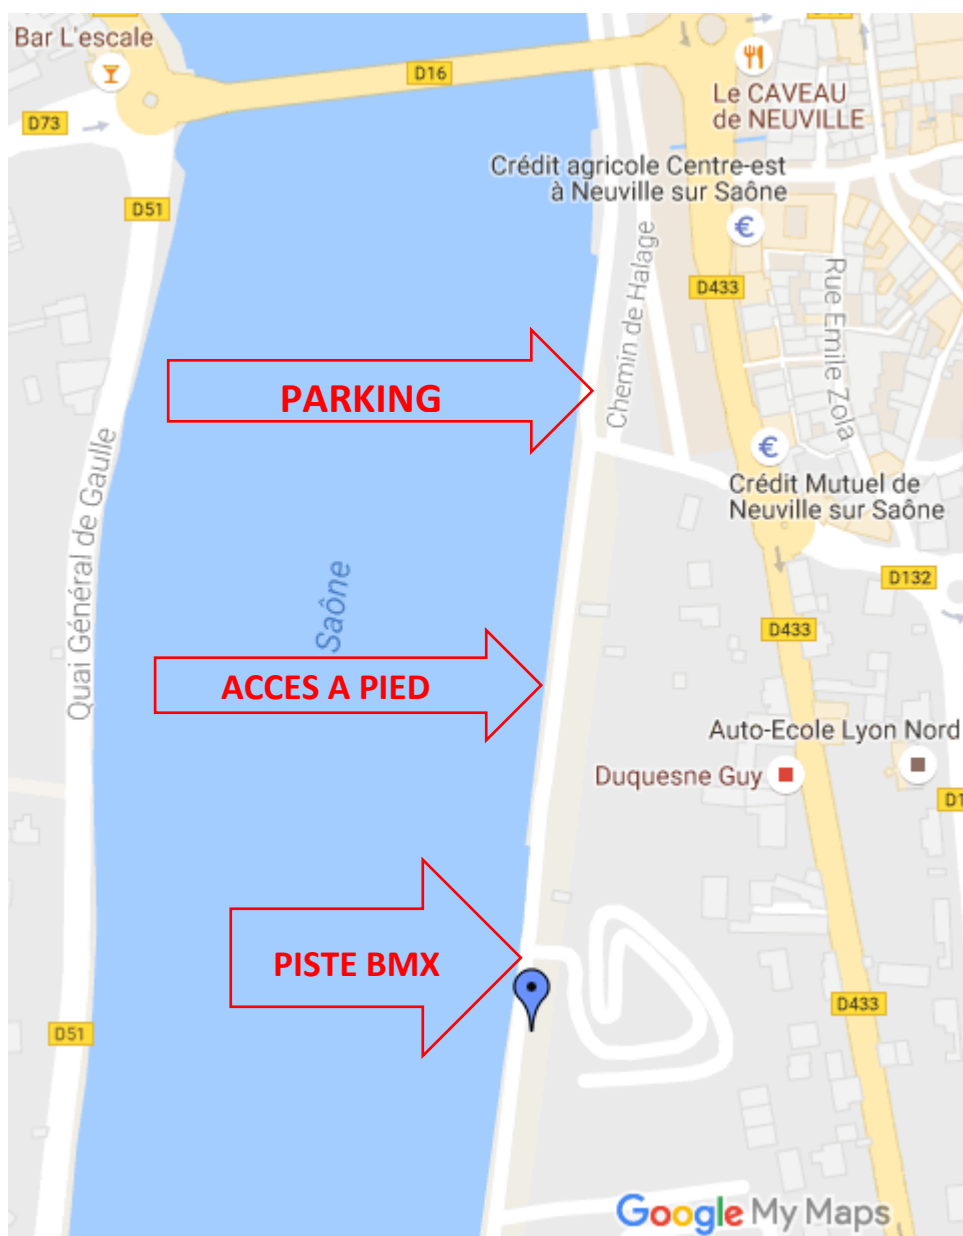 Bar L'escale
D16
D73
Le CAVEAU
de NEUVILLE
Crédit agricole Centre-est
à Neuville sur Saône
D51
Chemin de Halage
D433
Rue Emile Zola
PARKING
Quai Général de Gaulle
Crédit Mutuel de
Neuville sur Saône
D132
Saône
D433
ACCES A PIED
Auto-Ecole Lyon Nord
Duquesne Guy
PISTE BMX
D433
D51
Google My Maps